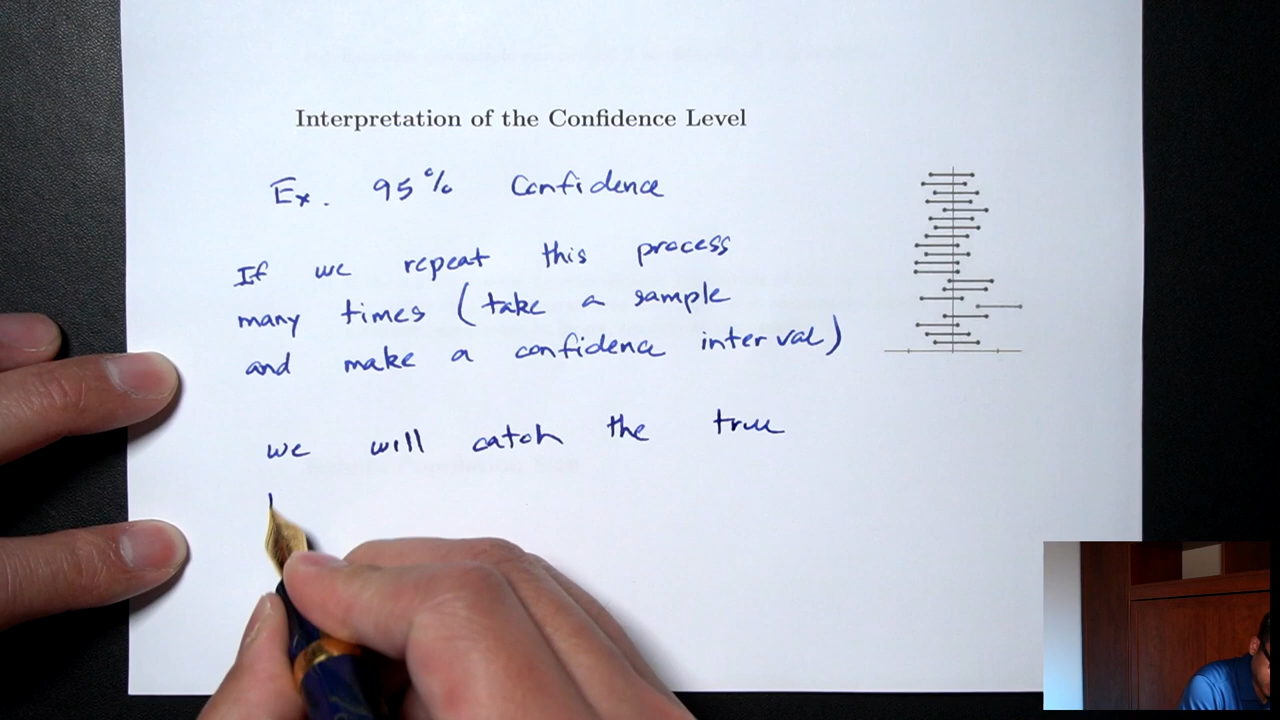 Interpretation of the Confidence Level
Ex. 95% Confidence
If we repeat this process
many times (take a sample
and make a confidence interval)
we will catch the true